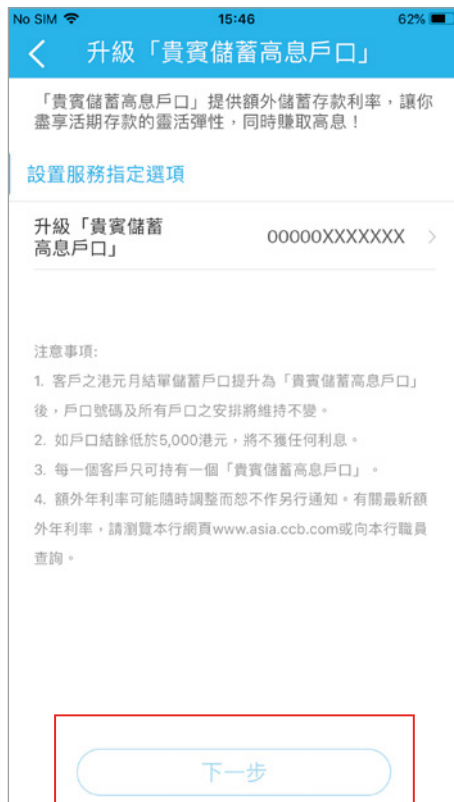 No SIM 15:46 62%
升級「貴賓儲蓄高息戶口」
「貴賓儲蓄高息戶口」提供額外儲蓄存款利率，讓你
盡享活期存款的靈活彈性，同時賺取高息！
設置服務指定選項
升級「貴賓儲蓄
高息戶口」
00000XXXXXXX
注意事項:
1. 客戶之港元月結單儲蓄戶口提升為「貴賓儲蓄高息戶口」
後，戶口號碼及所有戶口之安排將維持不變。
2. 如戶口結餘低於5,000港元，將不獲任何利息。
3. 每一個客戶只可持有一個「貴賓儲蓄高息戶口」。
4. 額外年利率可能隨時調整而恕不作另行通知。有關最新額
外年利率，請瀏覽本行網頁www.asia.ccb.com或向本行職員
查詢。
下一步